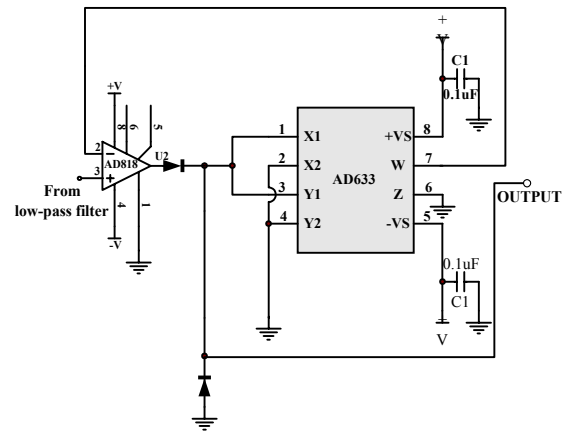 +
V
C1
0.1uF
+V
8
6
5
U2
2
AD818
3
From
low-pass filter
4
1
-V
1
X1
+VS
8
2
X2
W
7
AD633
3
Y1
Z
6
4
Y2
-VS
5
OUTPUT
0.1uF
C1
+
V